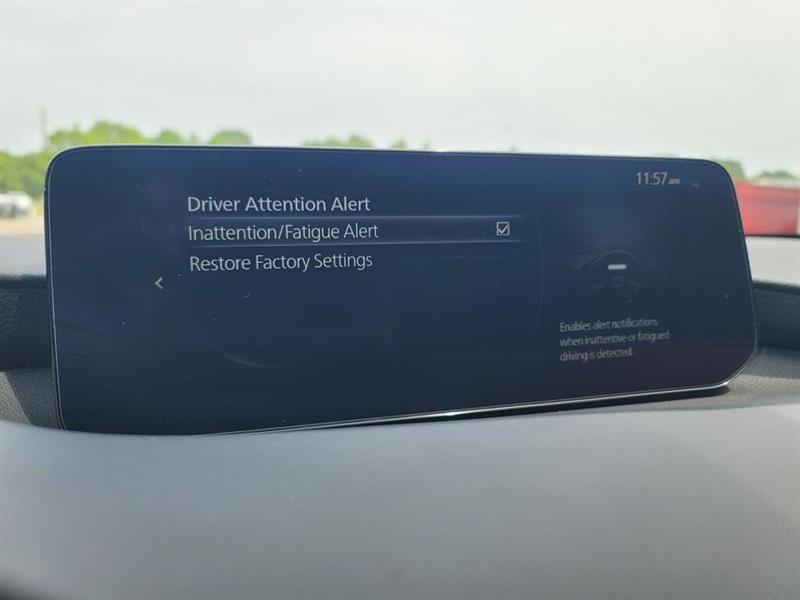 11:57 am
Driver Attention Alert
Inattention/Fatigue Alert
Restore Factory Settings
Enables alert notifications
when inattentive or fatigued
driving is detected.